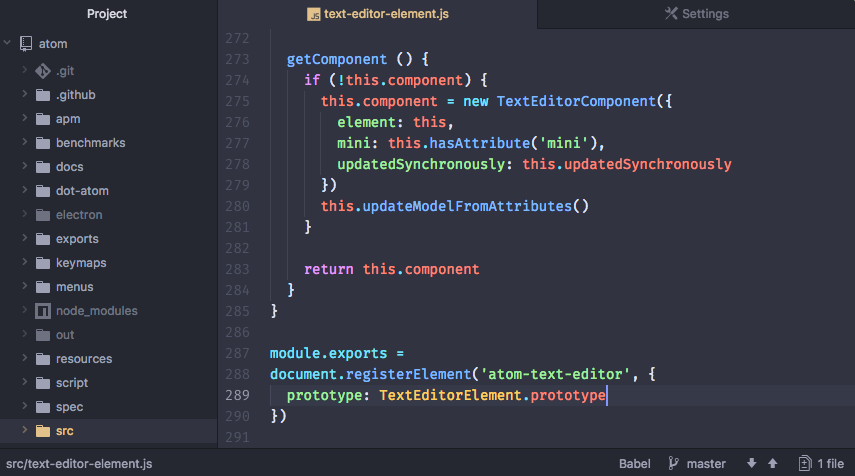 Project
atom
.git
.github
apm
benchmarks
docs
dot-atom
electron
exports
keymaps
menus
node_modules
out
resources
script
spec
src
text-editor-element.js
Settings
272
273 getComponent () {
274 if (!this.component) {
275 this.component = new TextEditorComponent({
276 element: this,
277 mini: this.hasAttribute('mini'),
278 updatedSynchronously: this.updatedSynchronously
279 })
280 this.updateModelFromAttributes()
281 }
282
283 return this.component
284 }
285 }
286
287 module.exports =
288 document.registerElement('atom-text-editor', {
289 prototype: TextEditorElement.prototype
290 })
291
src/text-editor-element.js
Babel
master
1 file